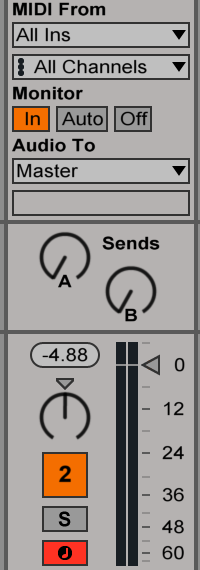 MIDI From
All Ins
All Channels
Monitor
In Auto Off
Audio To
Master
Sends
A
B
-4.88
0
12
24
2
36
S
48
60